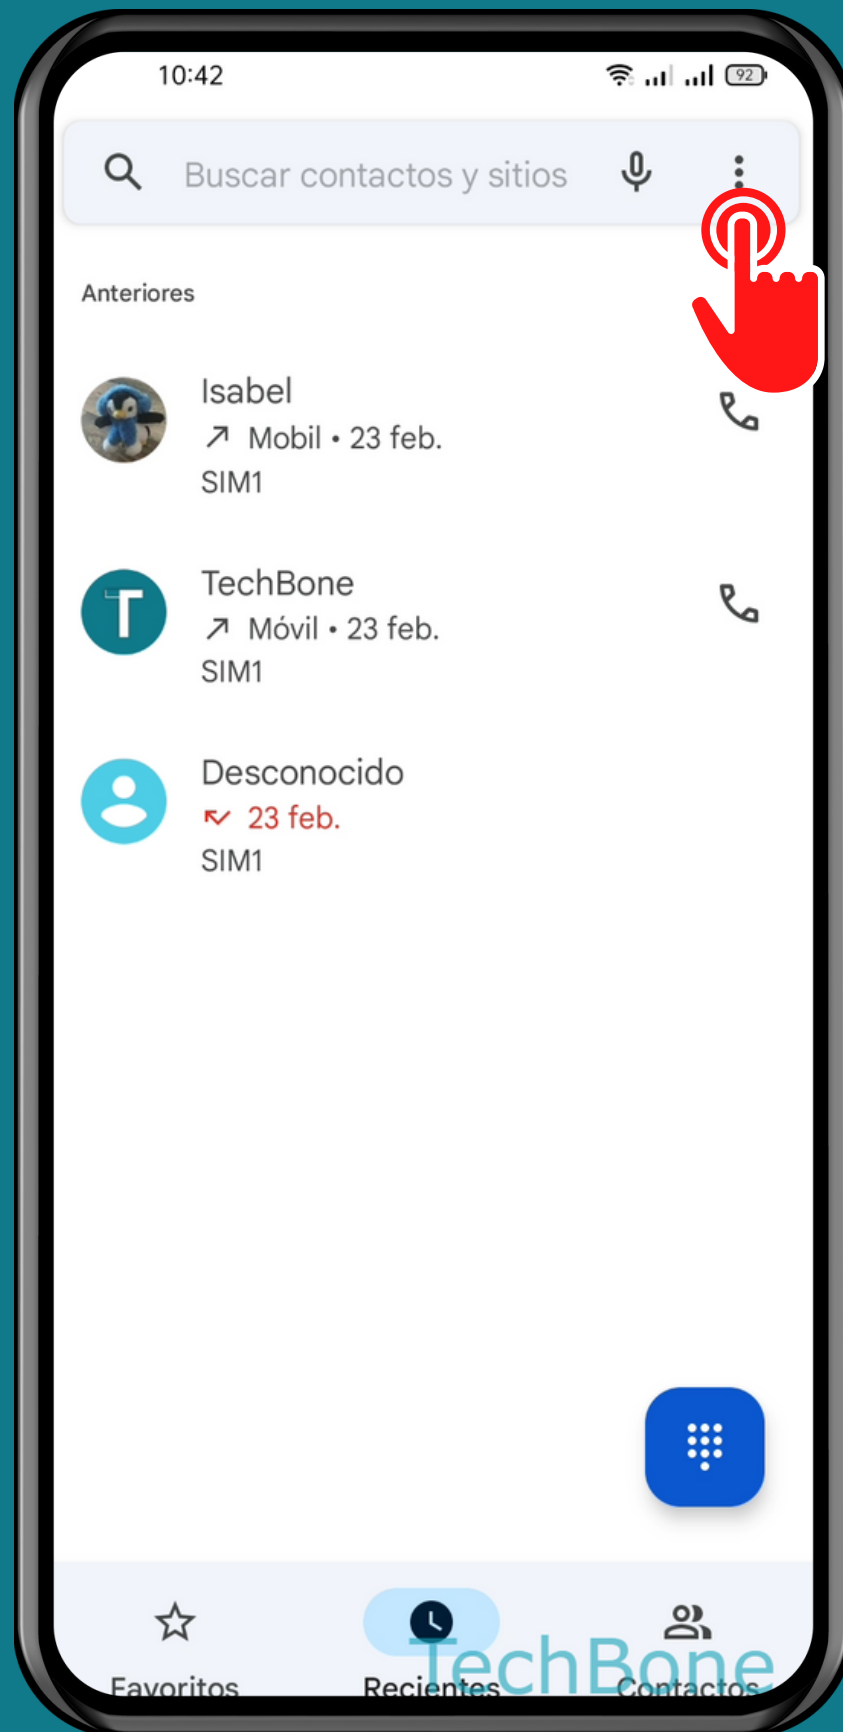 10:42
92
Buscar contactos y sitios
Anteriores
Isabel
Mobil • 23 feb.
SIM1
T
TechBone
Móvil • 23 feb.
SIM1
Desconocido
23 feb.
SIM1
Favoritos
Recientes
Contactos
TechBone